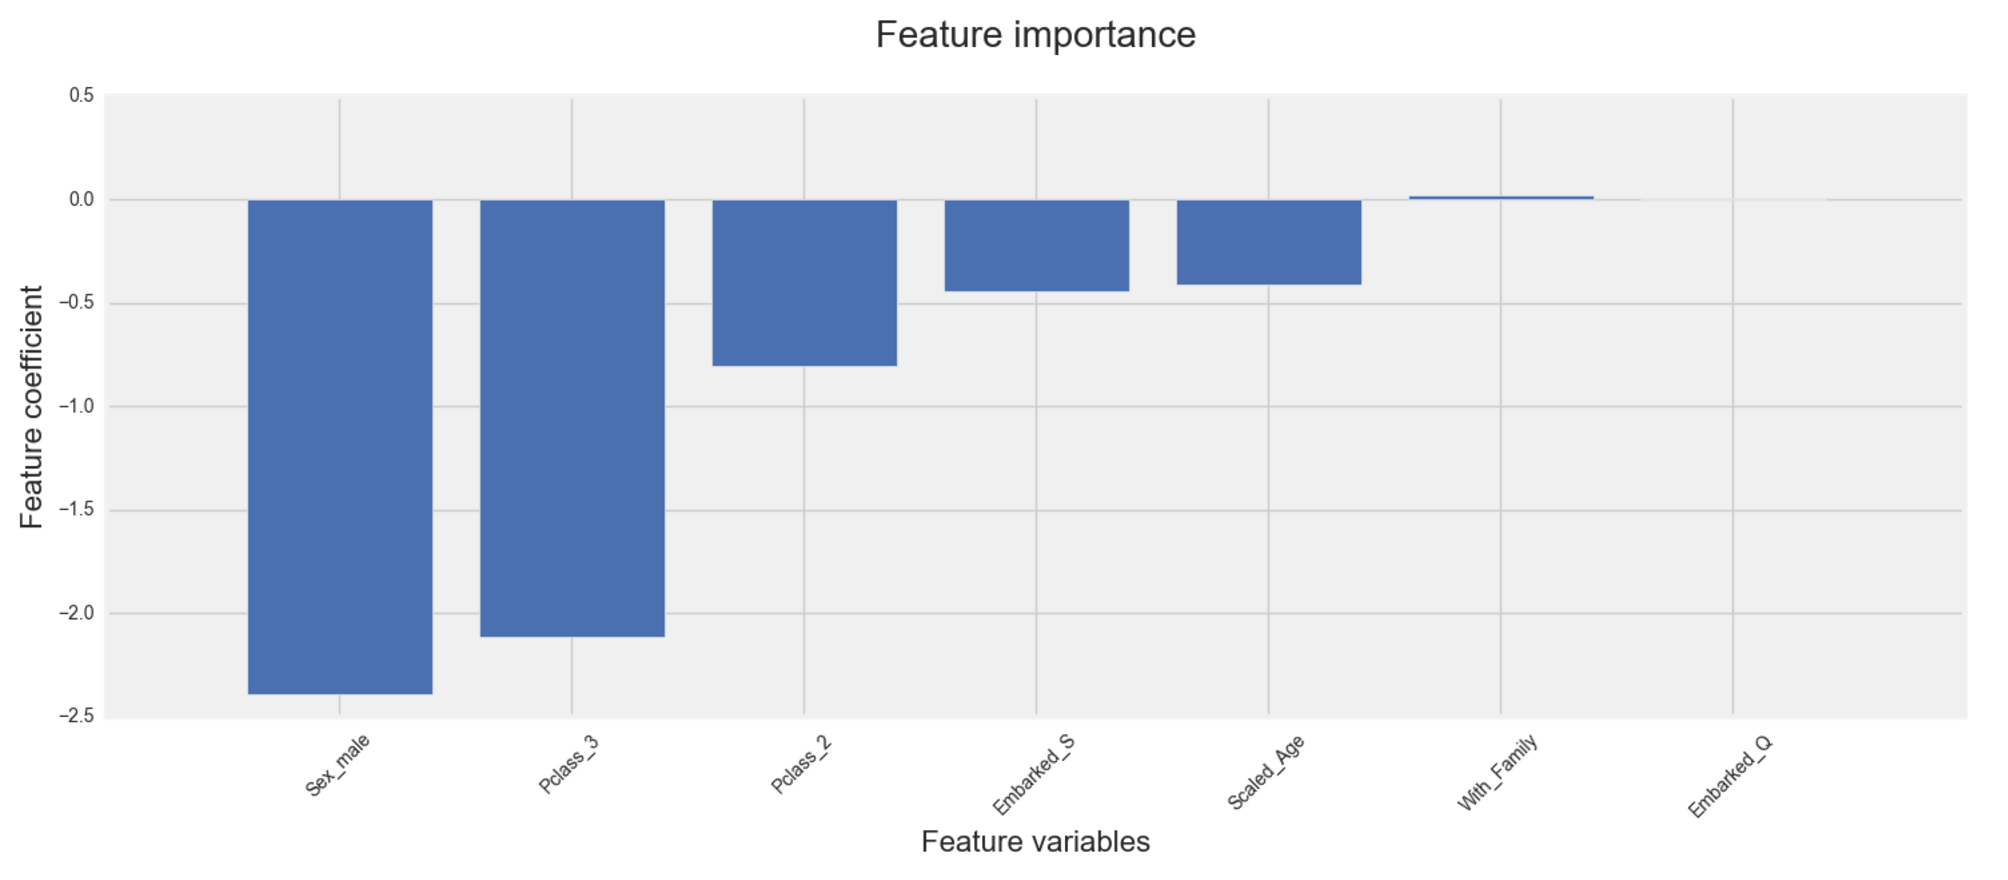 Feature importance
Feature coefficient
0.5
0.0
−0.5
−1.0
−1.5
−2.0
−2.5
Sex_male
Pclass_3
Pclass_2
Embarked_S
Scaled_Age
With_Family
Embarked_Q
Feature variables